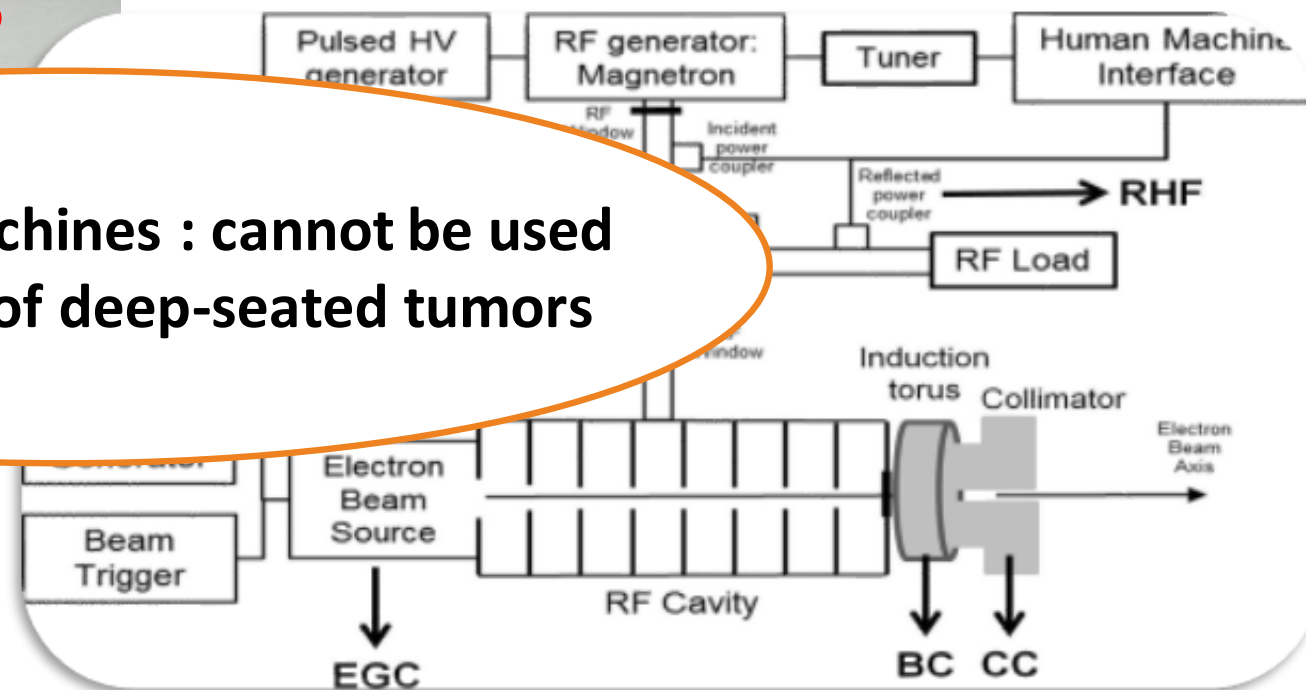 Pulsed HV
generator
RF generator:
Magnetron
Tuner
Human Machine
Interface
RF
Incident
power
coupler
Reflected
power
coupler
RHF
RF Load
chines : cannot be used
of deep-seated tumors
Induction
torus
Collimator
Electron
Beam
Axis
Electron
Beam
Source
Beam
Trigger
RF Cavity
EGC
BC CC